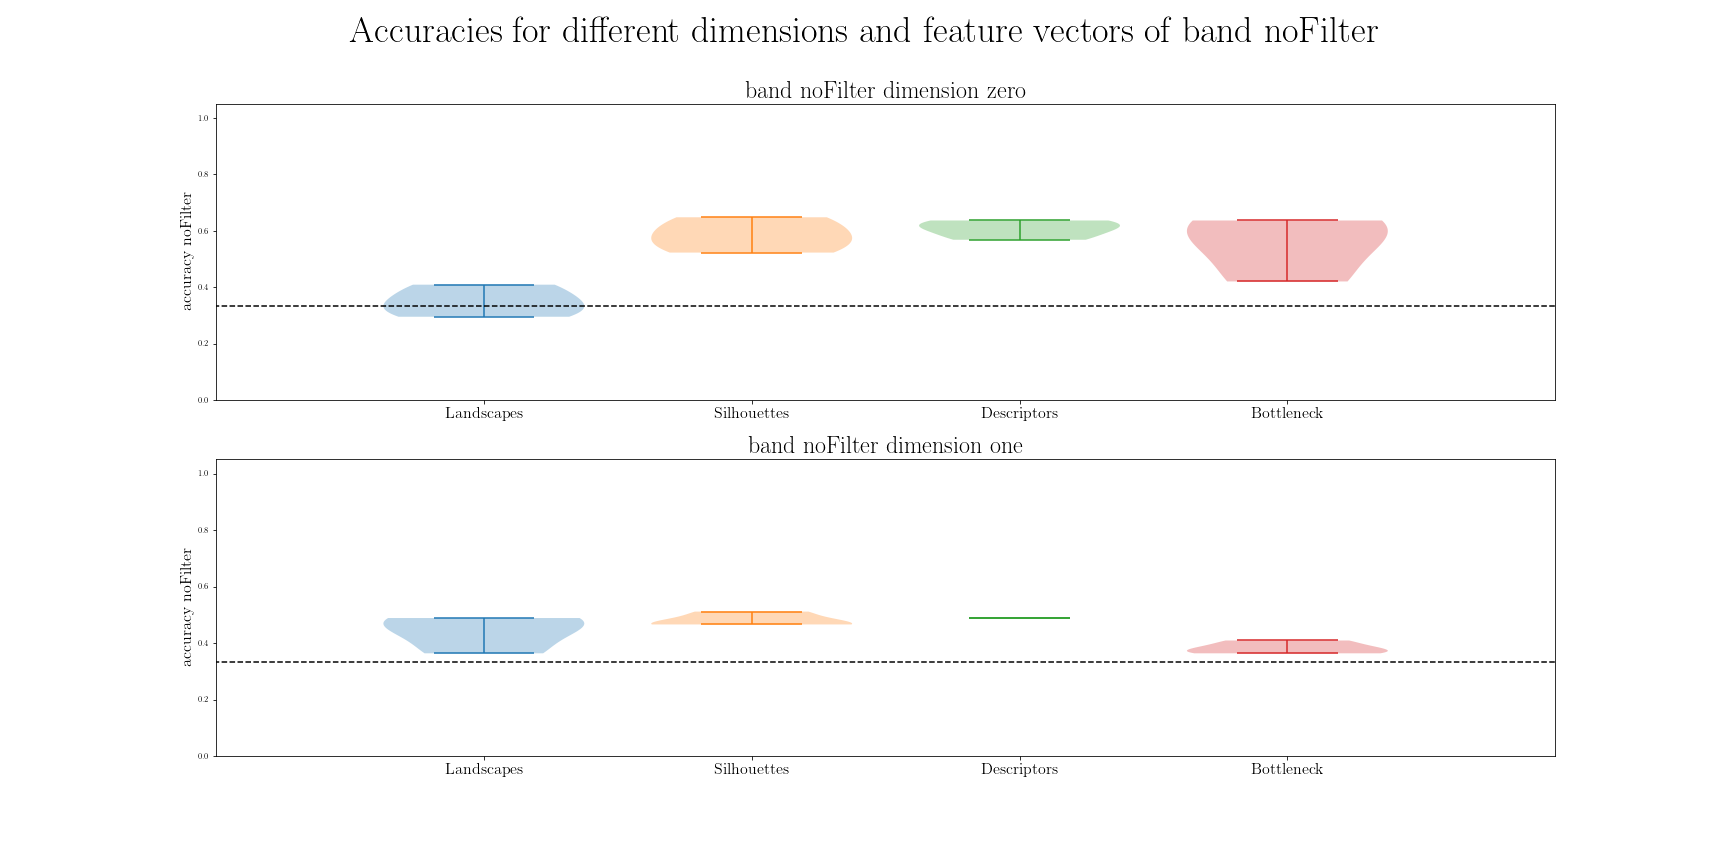 Accuracies for different dimensions and feature vectors of band noFilter
band noFilter dimension zero
accuracy noFilter
1.0
0.8
0.6
0.4
0.2
0.0
Landscapes Silhouettes Descriptors Bottleneck
band noFilter dimension one
accuracy noFilter
1.0
0.8
0.6
0.4
0.2
0.0
Landscapes Silhouettes Descriptors Bottleneck